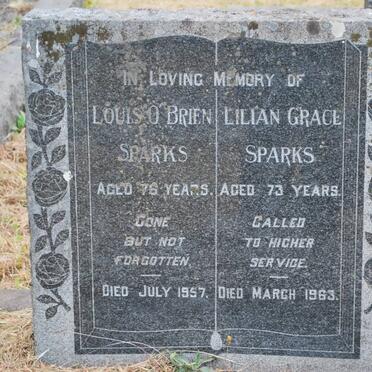 IN LOVING MEMORY OF
LOUIS O'BRIEN
SPARKS
AGED 76 YEARS.
GONE
BUT NOT
FORGOTTEN.
DIED JULY 1957.
LILIAN GRACE
SPARKS
AGED 73 YEARS.
CALLED
TO HIGHER
SERVICE.
DIED MARCH 1963.